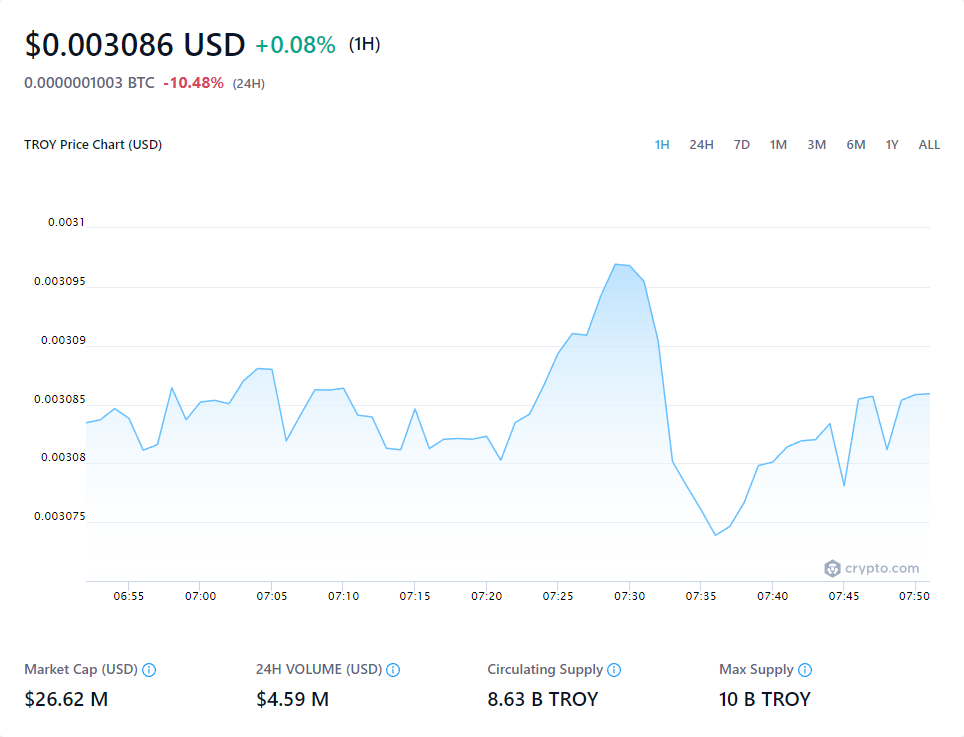 $0.003086 USD +0.08% (1H)
0.0000001003 BTC -10.48% (24H)
TROY Price Chart (USD) 1H 24H 7D 1M 3M 6M 1Y ALL
0.0031
0.003095
0.00309
0.003085
0.00308
0.003075
crypto.com
06:55 07:00 07:05 07:10 07:15 07:20 07:25 07:30 07:35 07:40 07:45 07:50
Market Cap (USD) 24H VOLUME (USD) Circulating Supply Max Supply
$26.62 M $4.59 M 8.63 B TROY 10 B TROY